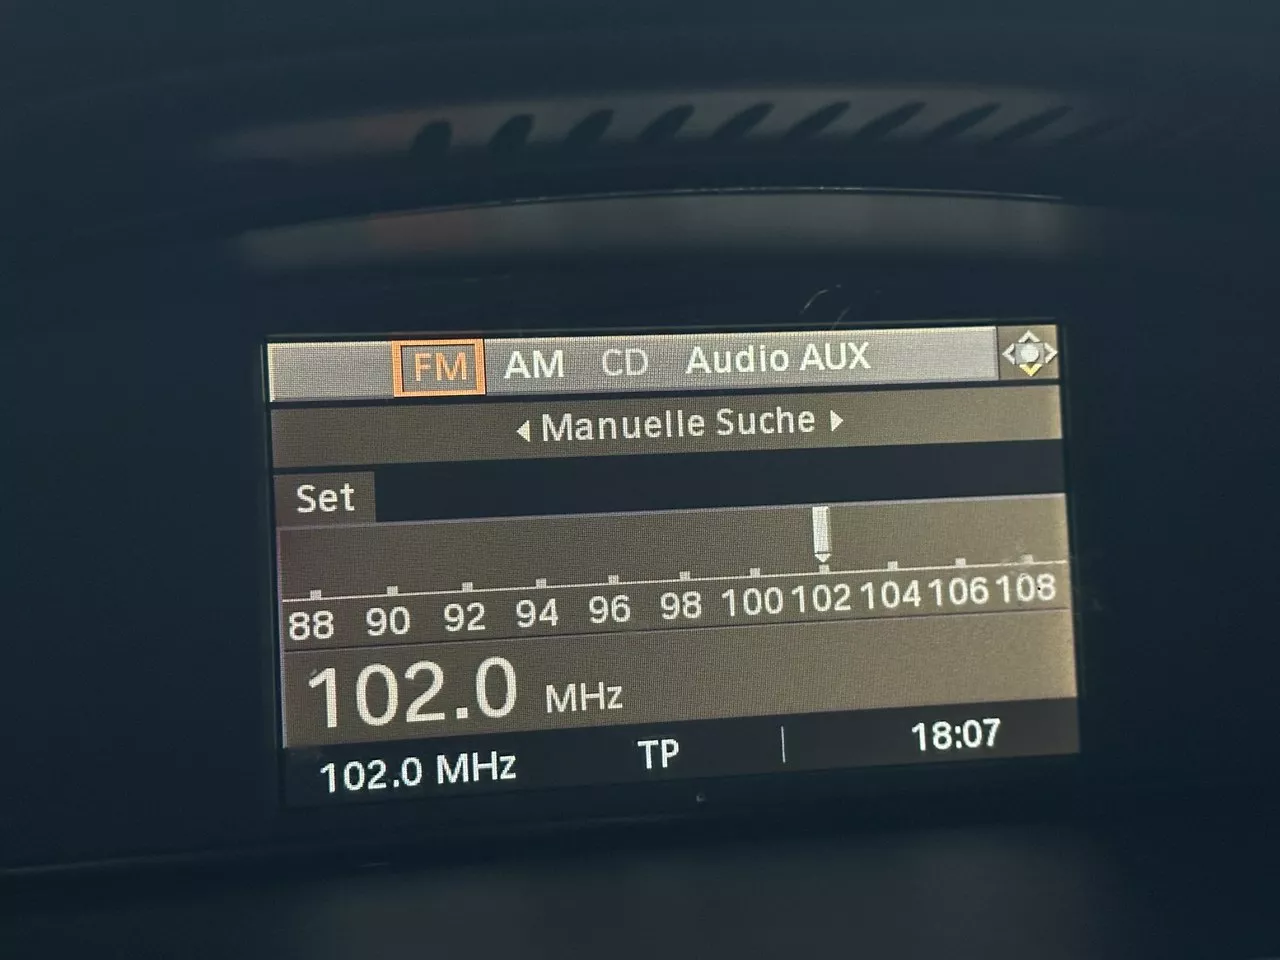 FM AM CD Audio AUX
Manuelle Suche
Set
88 90 92 94 96 98 100 102 104 106 108
102.0 MHz
102.0 MHz TP 18:07